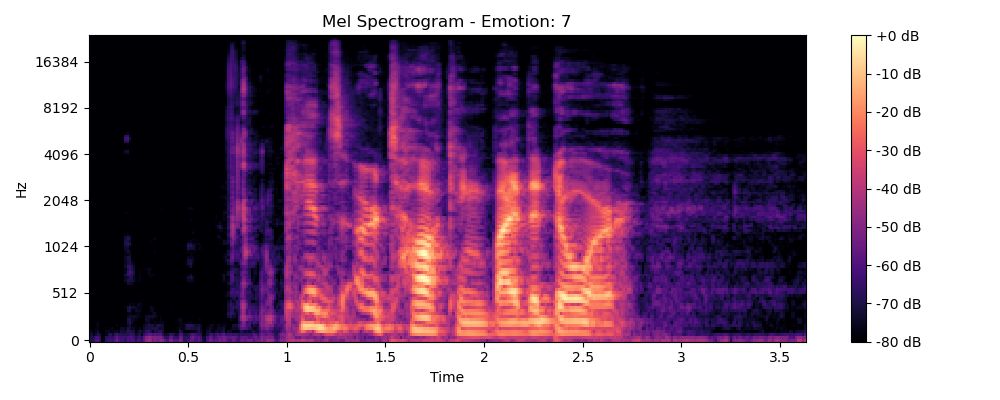 Mel Spectrogram - Emotion: 7
Hz
16384
8192
4096
2048
1024
512
0
0 0.5 1 1.5 2 2.5 3 3.5
Time
+0 dB
-10 dB
-20 dB
-30 dB
-40 dB
-50 dB
-60 dB
-70 dB
-80 dB